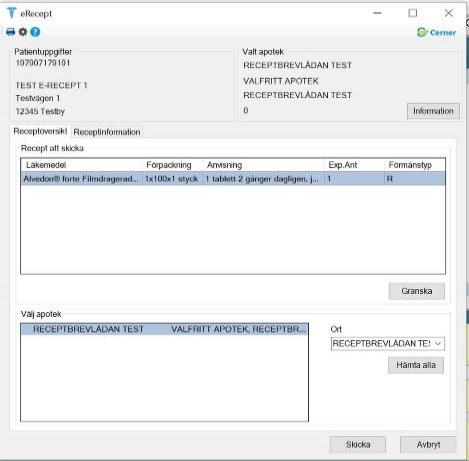 eRecept
Cerner
Patientuppgifter
197907179191
TEST E-RECEPT 1
Testvägen 1
12345 Testby
Valt apotek
RECEPTBREVLÅDAN TEST
VALFRITT APOTEK
RECEPTBREVLÅDAN TEST
0
Information
Receptöversikt Receptinformation
Recept att skicka
Läkemedel Förpackning Anvisning Exp.Ant Förmånstyp
Alvedon® forte Filmdragerad... 1x100x1 styck 1 tablett 2 gånger dagligen, j... 1 R
Granska
Välj apotek
RECEPTBREVLÅDAN TEST VALFRITT APOTEK, RECEPTBR...
Ort
RECEPTBREVLÅDAN TE
Hämta alla
Skicka Avbryt